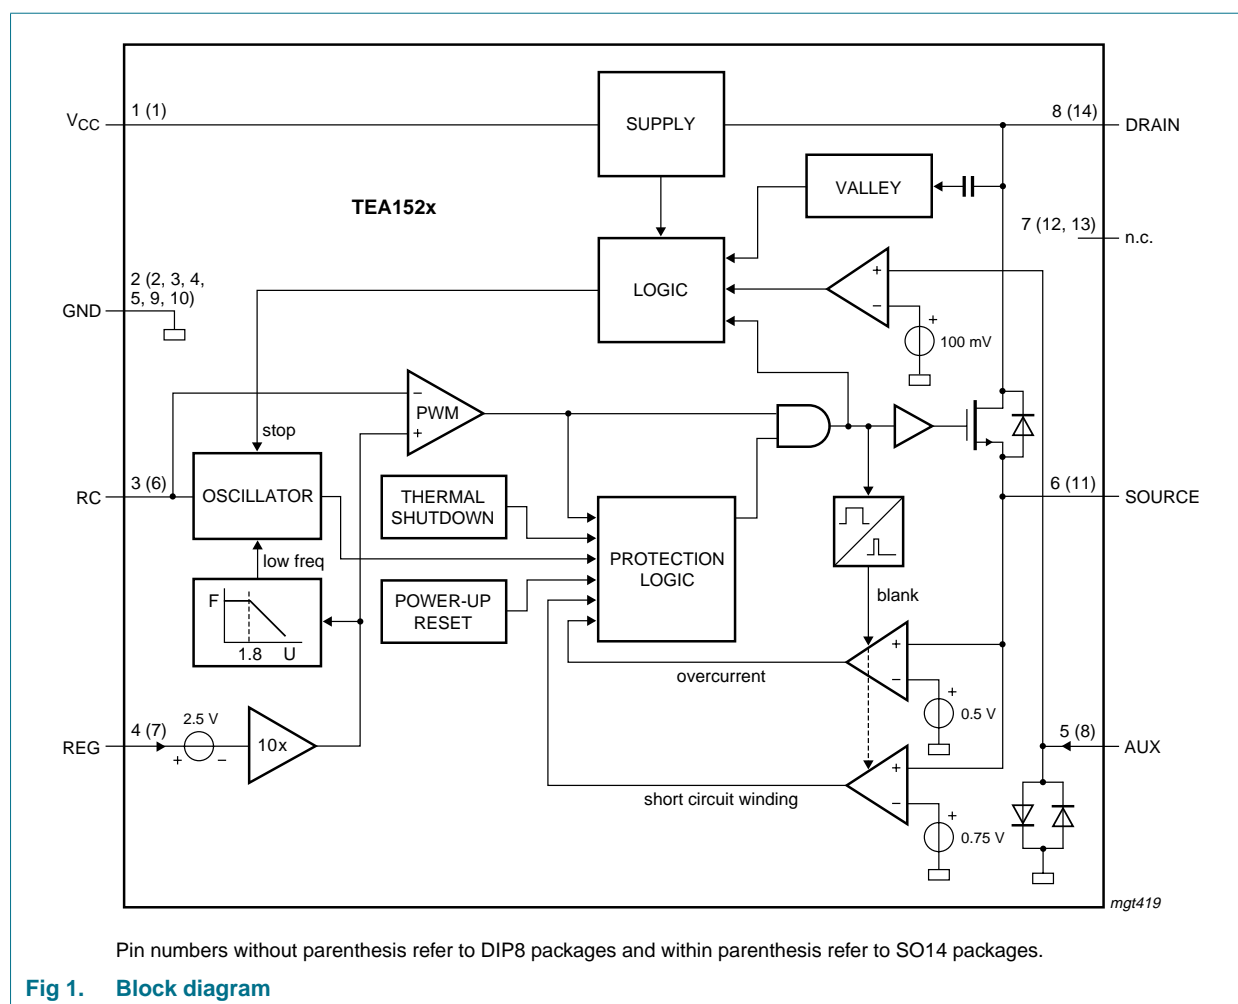 1 (1)
V_CC
SUPPLY
8 (14)
DRAIN
VALLEY
TEA152x
7 (12, 13)
n.c.
2 (2, 3, 4,
5, 9, 10)
GND
LOGIC
+
−
+
100 mV
−
PWM
+
stop
3 (6)
RC
OSCILLATOR
THERMAL
SHUTDOWN
6 (11)
SOURCE
low freq
PROTECTION
LOGIC
F
1.8 U
POWER-UP
RESET
blank
+
−
overcurrent
+
0.5 V
4 (7)
REG
2.5 V
+ −
10x
5 (8)
AUX
+
−
short circuit winding
+
0.75 V
mgt419
Pin numbers without parenthesis refer to DIP8 packages and within parenthesis refer to SO14 packages.
Fig 1. Block diagram